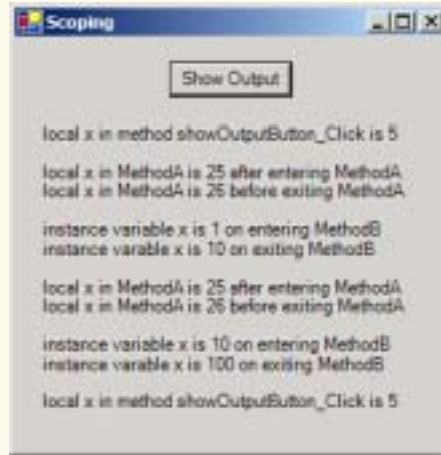 Scoping
Show Output
local x in method showOutputButton_Click is 5
local x in MethodA is 25 after entering MethodA
local x in MethodA is 26 before exiting MethodA
instance variable x is 1 on entering MethodB
instance varable x is 10 on exiting MethodB
local x in MethodA is 25 after entering MethodA
local x in MethodA is 26 before exiting MethodA
instance variable x is 10 on entering MethodB
instance varable x is 100 on exiting MethodB
local x in method showOutputButton_Click is 5